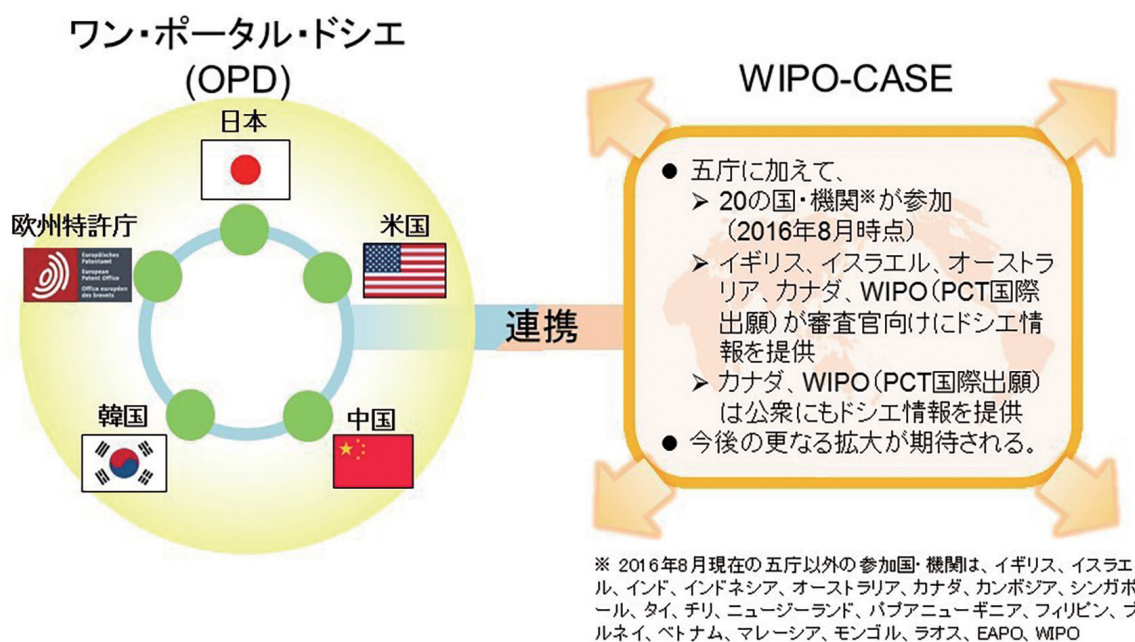 ワン・ポータル・ドシエ
(OPD)
日本
欧州特許庁
Europäisches
Patentamt
European
Patent Office
Office européen
des brevets
米国
韓国
中国
連携
WIPO-CASE
● 五庁に加えて、
➢ 20の国・機関※が参加
（2016年8月時点）
➢ イギリス、イスラエル、オーストラ
リア、カナダ、WIPO（PCT国際
出願）が審査官向けにドシエ情
報を提供
➢ カナダ、WIPO（PCT国際出願）
は公衆にもドシエ情報を提供
● 今後の更なる拡大が期待される。
※ 2016年8月現在の五庁以外の参加国・機関は、イギリス、イスラエ
ル、インド、インドネシア、オーストラリア、カナダ、カンボジア、シンガポ
ール、タイ、チリ、ニュージーランド、パプアニューギニア、フィリピン、ブ
ルネイ、ベトナム、マレーシア、モンゴル、ラオス、EAPO、WIPO